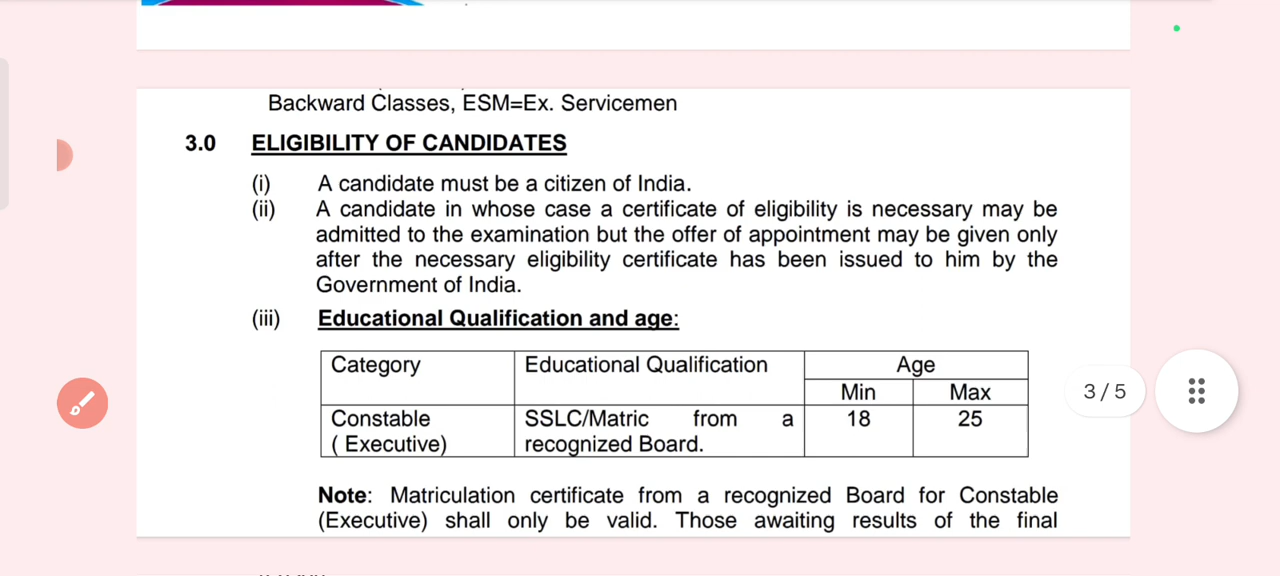 Backward Classes, ESM=Ex. Servicemen
3.0 ELIGIBILITY OF CANDIDATES
(i) A candidate must be a citizen of India.
(ii) A candidate in whose case a certificate of eligibility is necessary may be
admitted to the examination but the offer of appointment may be given only
after the necessary eligibility certificate has been issued to him by the
Government of India.
(iii) Educational Qualification and age:
Category Educational Qualification Age
Min Max
Constable SSLC/Matric from a 18 25
( Executive) recognized Board.
3 / 5
Note: Matriculation certificate from a recognized Board for Constable
(Executive) shall only be valid. Those awaiting results of the final